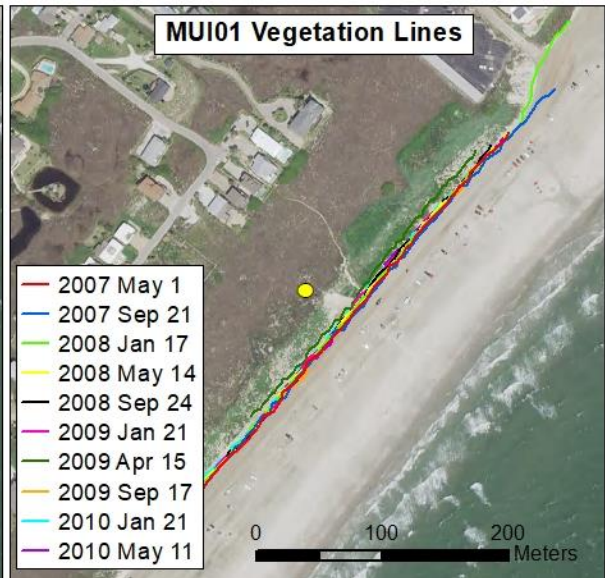 MUI01 Vegetation Lines
2007 May 1
2007 Sep 21
2008 Jan 17
2008 May 14
2008 Sep 24
2009 Jan 21
2009 Apr 15
2009 Sep 17
2010 Jan 21
2010 May 11
0 100 200
Meters